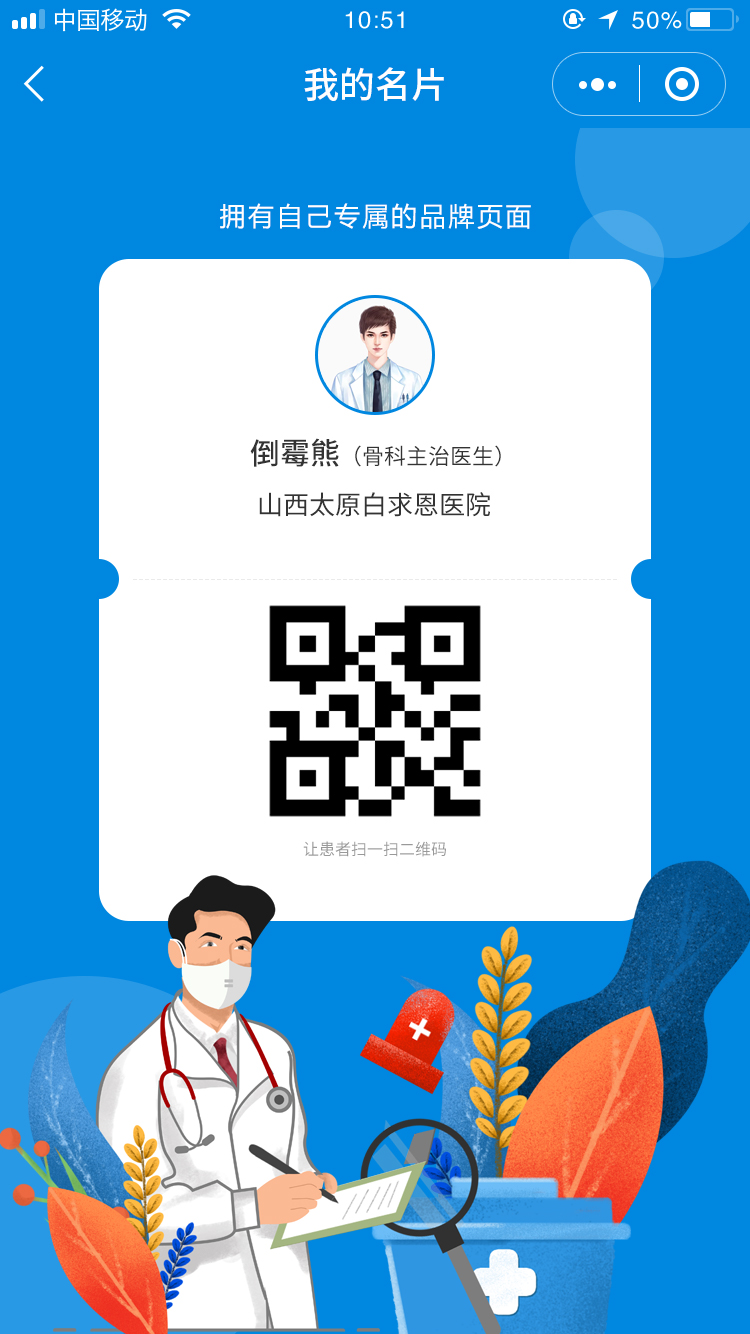 中国移动 10:51 50%
我的名片
拥有自己专属的品牌页面
倒霉熊（骨科主治医生）
山西太原白求恩医院
让患者扫一扫二维码